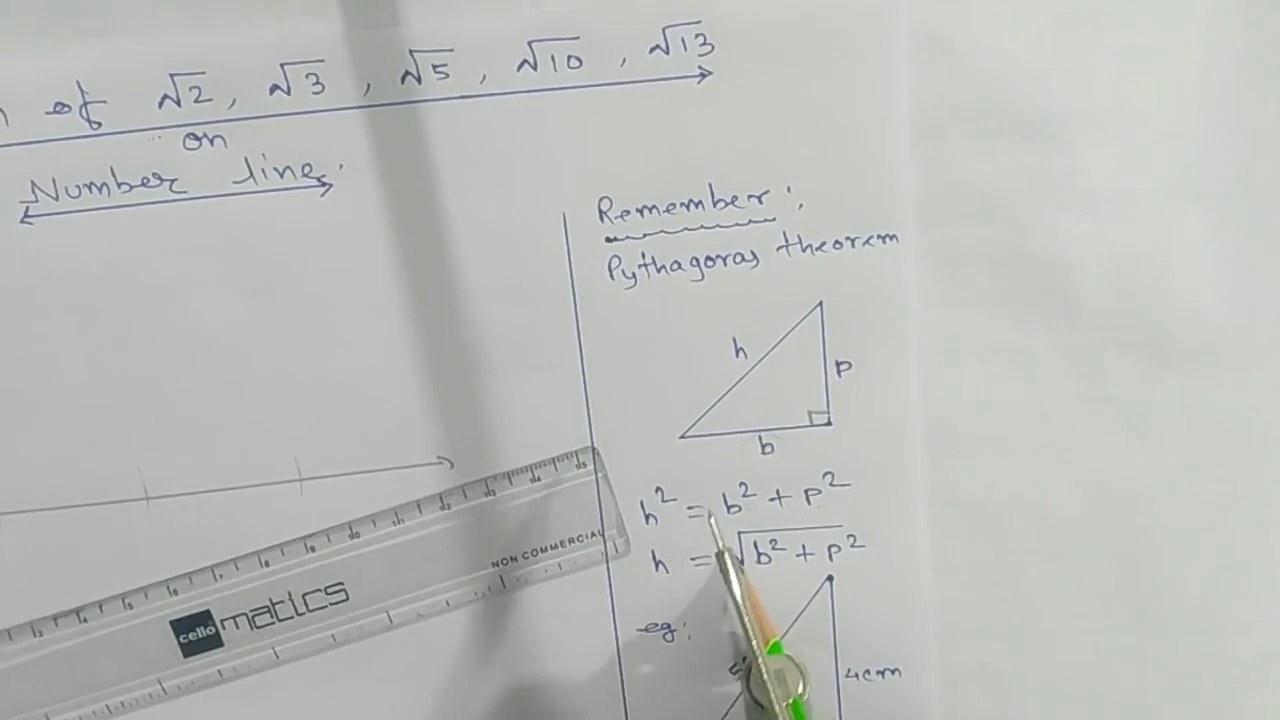 of √2, √3, √5, √10, √13
on
Number line.
Remember:
Pythagoras theorem
h
p
b
h² = b² + p²
h = √b² + p²
eg:
4cm
cello matics
NON COMMERCIAL